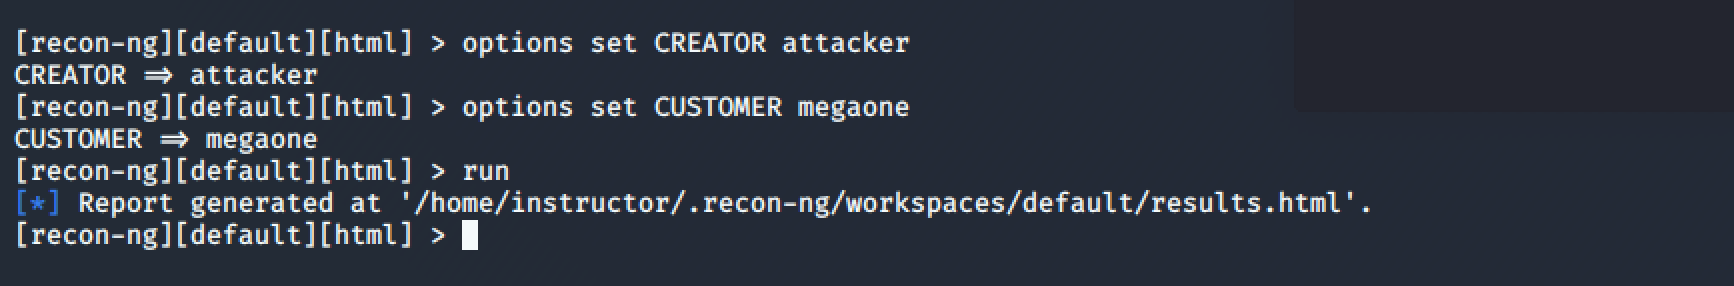 [recon-ng][default][html] > options set CREATOR attacker
CREATOR ⇒ attacker
[recon-ng][default][html] > options set CUSTOMER megaone
CUSTOMER ⇒ megaone
[recon-ng][default][html] > run
[*] Report generated at '/home/instructor/.recon-ng/workspaces/default/results.html'.
[recon-ng][default][html] >